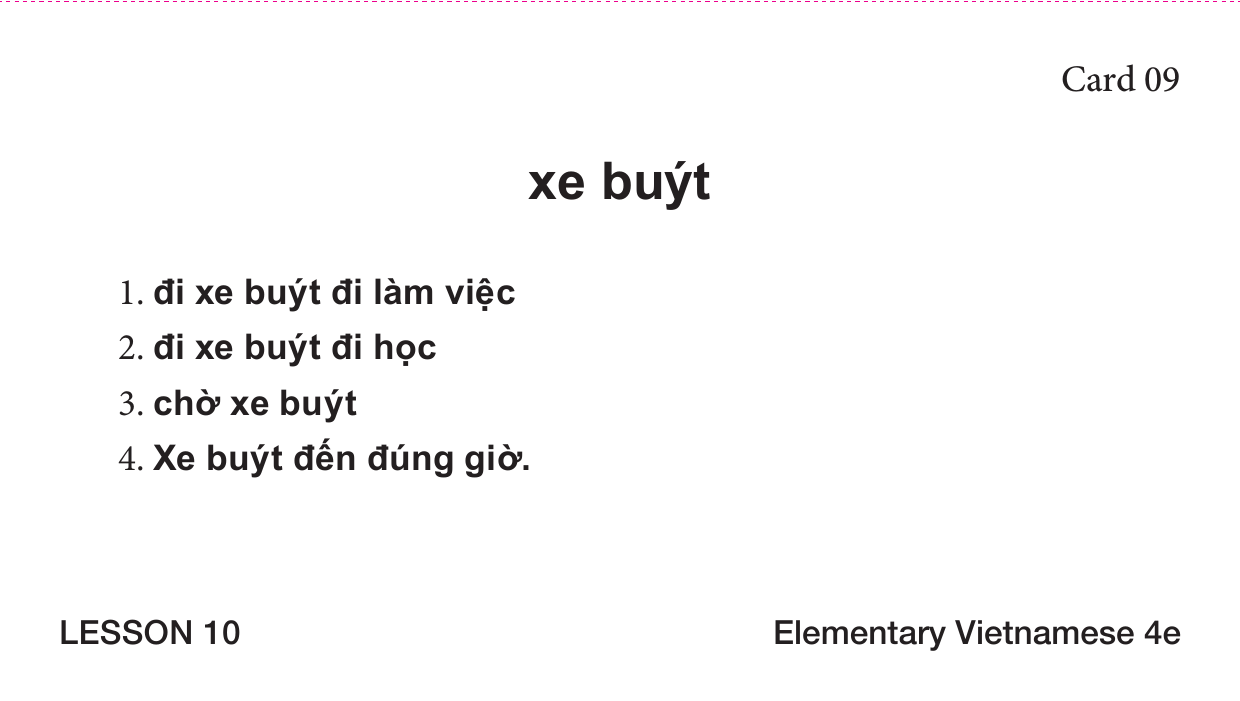 Card 09
xe buýt
1. đi xe buýt đi làm việc
2. đi xe buýt đi học
3. chờ xe buýt
4. Xe buýt đến đúng giờ.
LESSON 10
Elementary Vietnamese 4e